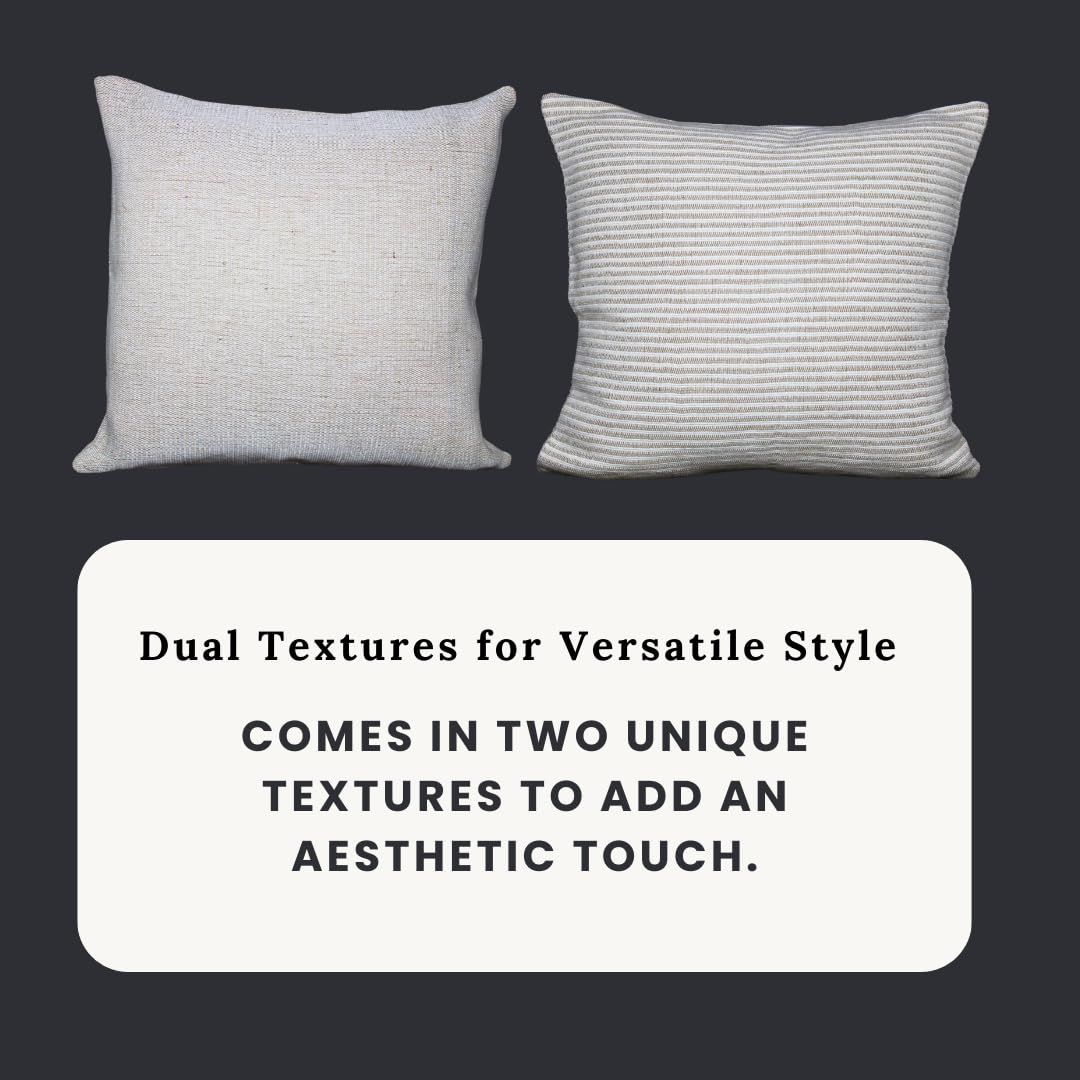 Dual Textures for Versatile Style
COMES IN TWO UNIQUE
TEXTURES TO ADD AN
AESTHETIC TOUCH.